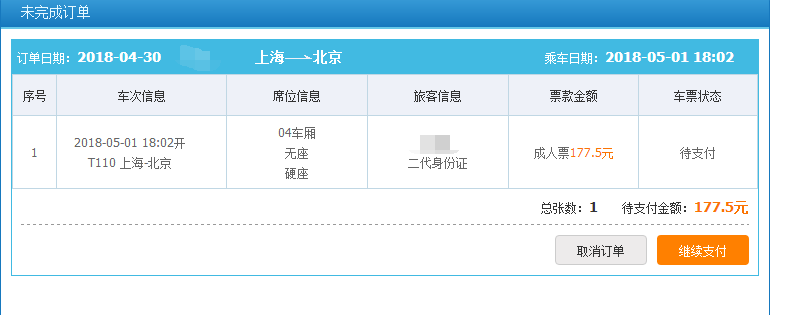 未完成订单
订单日期：2018-04-30 上海—→北京 乘车日期：2018-05-01 18:02
序号 车次信息 席位信息 旅客信息 票款金额 车票状态
1 2018-05-01 18:02开 T110 上海-北京 04车厢 无座 硬座 二代身份证 成人票177.5元 待支付
总张数：1 待支付金额：177.5元
取消订单 继续支付